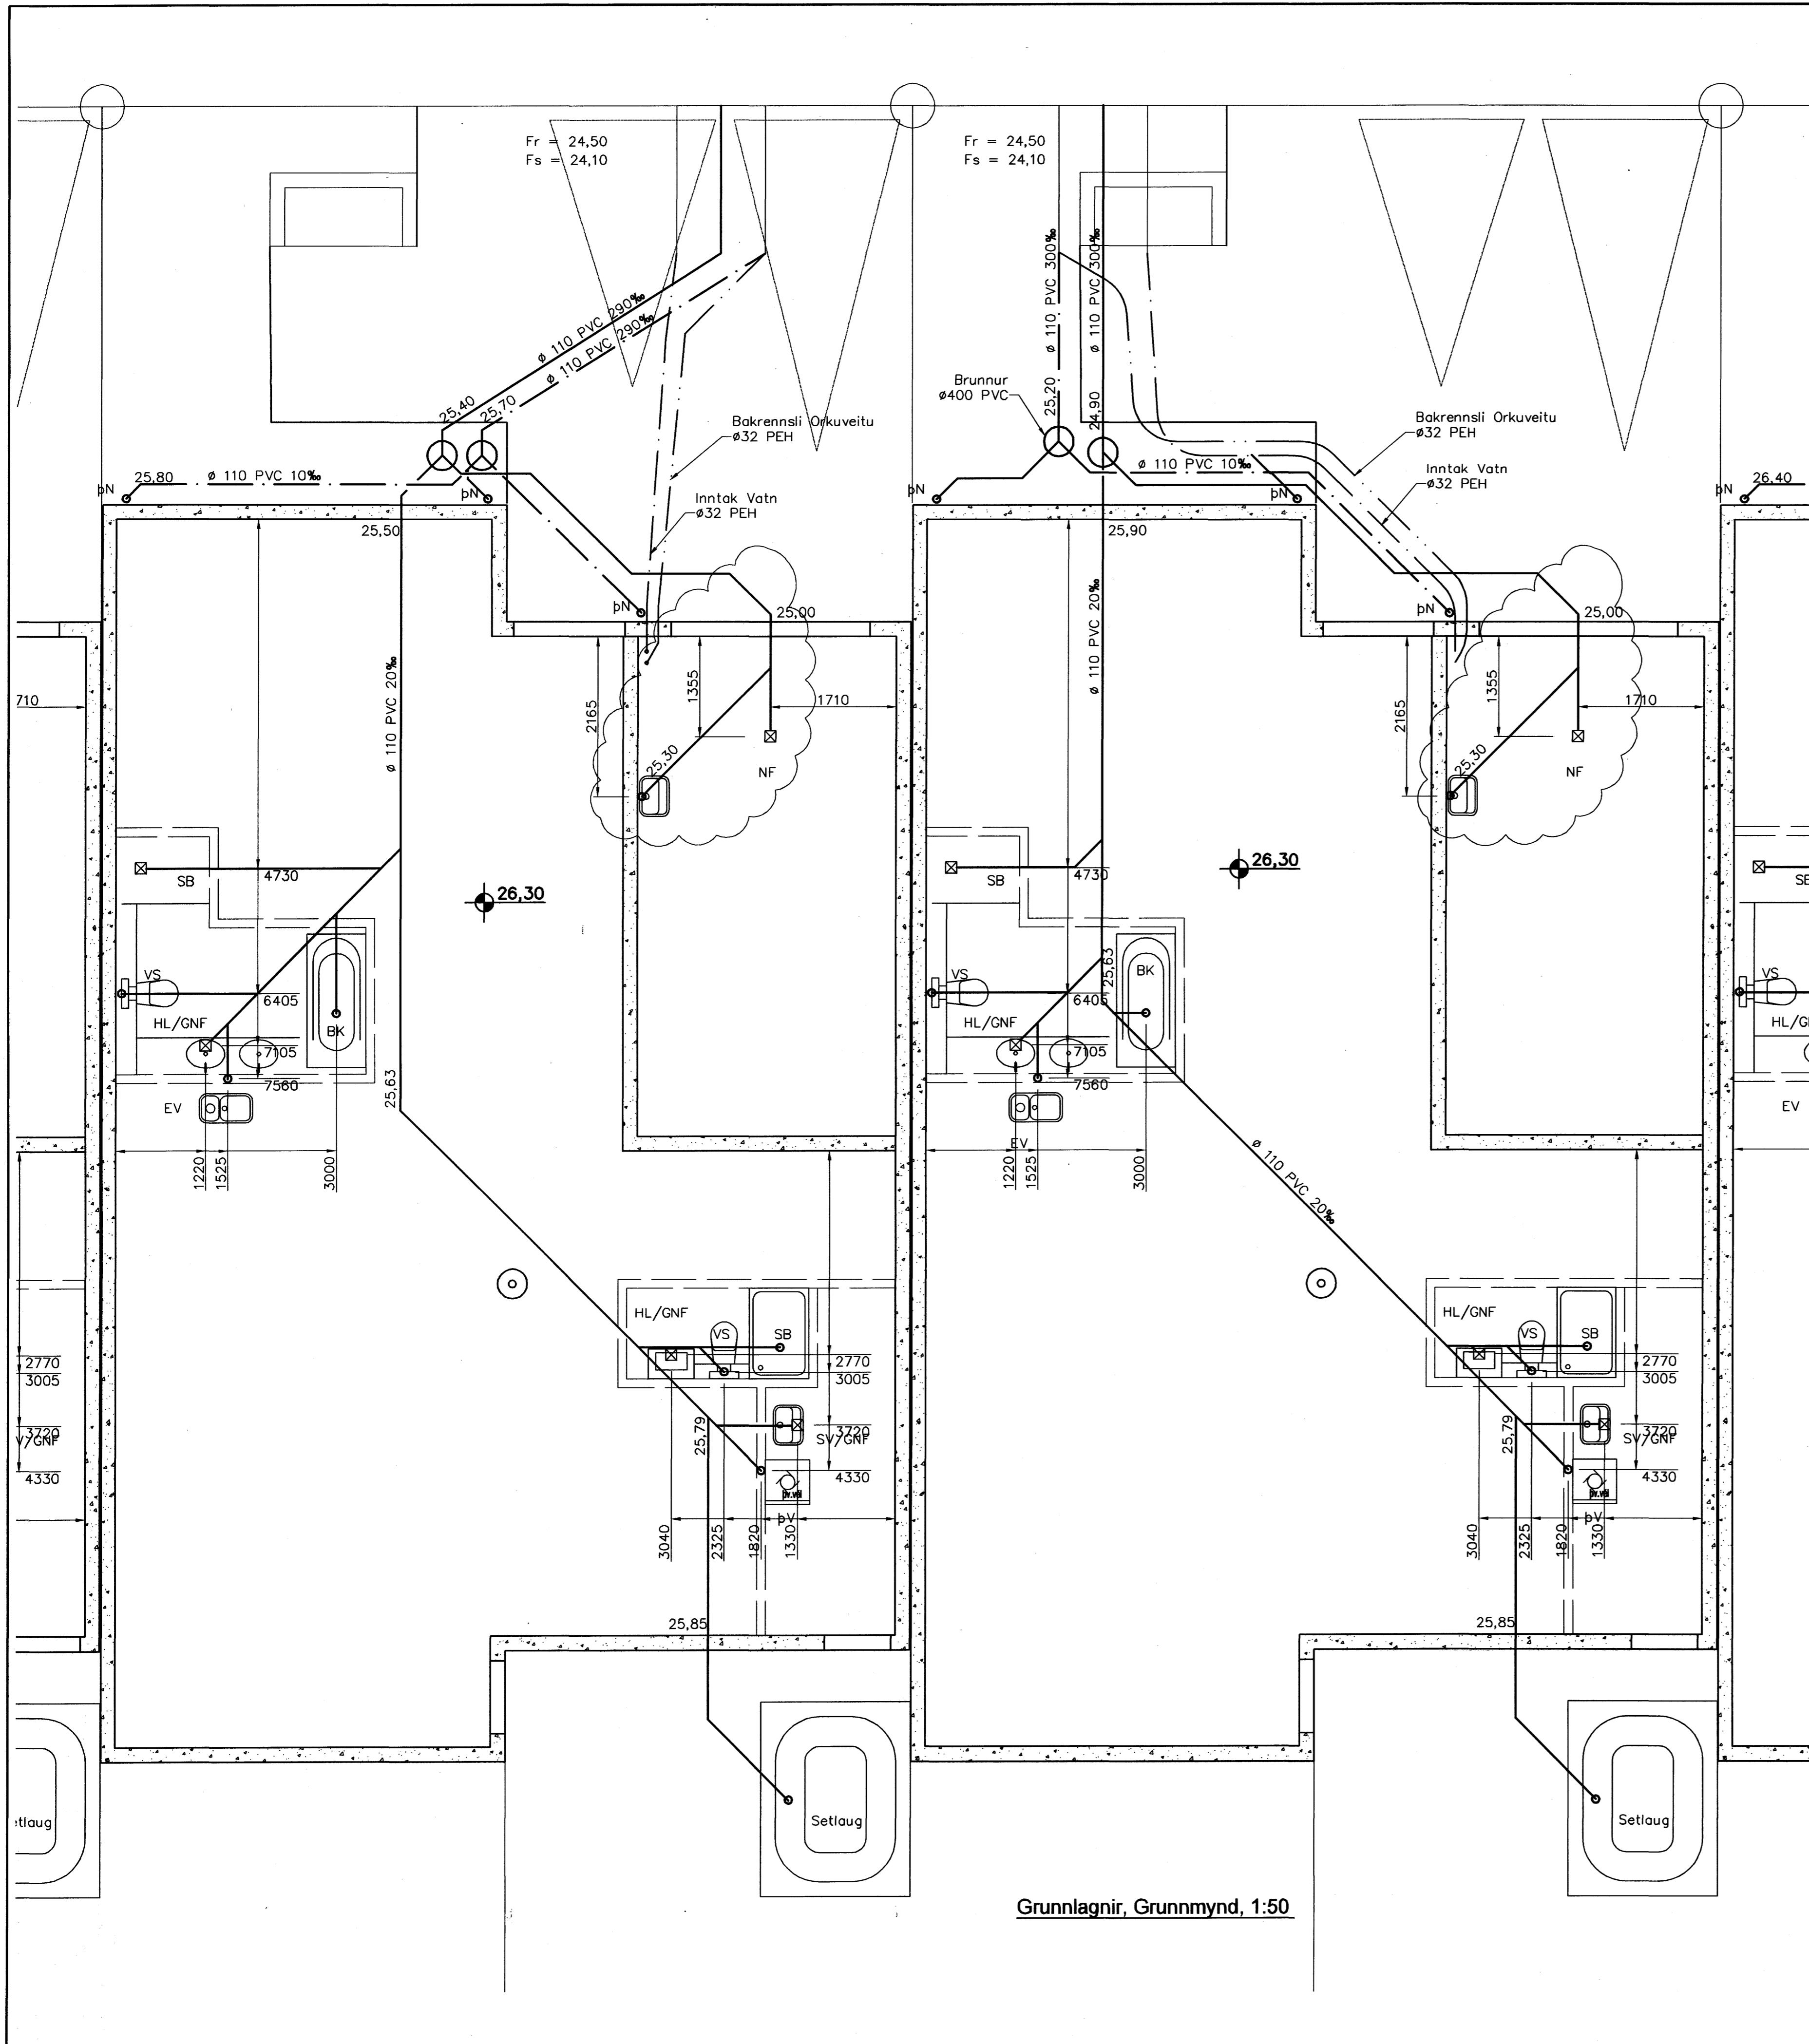 Fr = 24,50
Fs = 24,10
Fr = 24,50
Fs = 24,10
ø 110 PVC 290‰
ø 110 PVC 290‰
25,40
25,70
Bakrennsli Orkuveitu
ø32 PEH
Inntak Vatn
ø32 PEH
þN
25,80
ø 110 PVC 10‰
þN
25,50
þN
25,00
ø 110 PVC 300‰
ø 110 PVC 300‰
25,20
24,90
Brunnur
ø400 PVC
Bakrennsli Orkuveitu
ø32 PEH
Inntak Vatn
ø32 PEH
ø 110 PVC 10‰
þN
þN
25,90
þN
25,00
þN
26,40
710
ø 110 PVC 20‰
2165
1355
1710
25,30
NF
ø 110 PVC 20‰
2165
1355
1710
25,30
NF
SB
4730
26,30
VS
6405
HL/GNF
BK
7105
7560
25,63
EV
1220
1525
3000
SB
4730
26,30
25,63
VS
6405
BK
HL/GNF
7105
7560
EV
1220
1525
3000
ø 110 PVC 20‰
VS
EV
2770
3005
3720
V/GNF
4330
HL/GNF
VS
SB
2770
3005
25,79
3720
SV/GNF
4330
þv.vél
þV
3040
2325
1820
1330
25,85
HL/GNF
VS
SB
2770
3005
25,79
3720
SV/GNF
4330
þv.vél
þV
3040
2325
1820
1330
25,85
etlaug
Setlaug
Setlaug
Grunnlagnir, Grunnmynd, 1:50